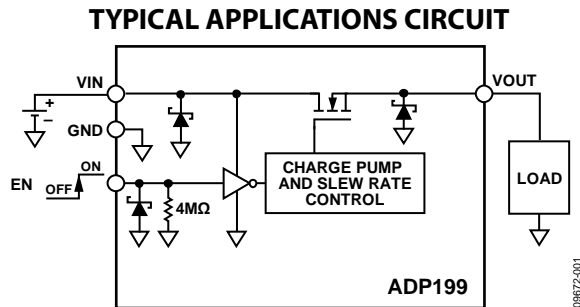 TYPICAL APPLICATIONS CIRCUIT
VIN
VOUT
+
–
GND
CHARGE PUMP
AND SLEW RATE
CONTROL
LOAD
EN
ON
OFF
4MΩ
ADP199
09672-001